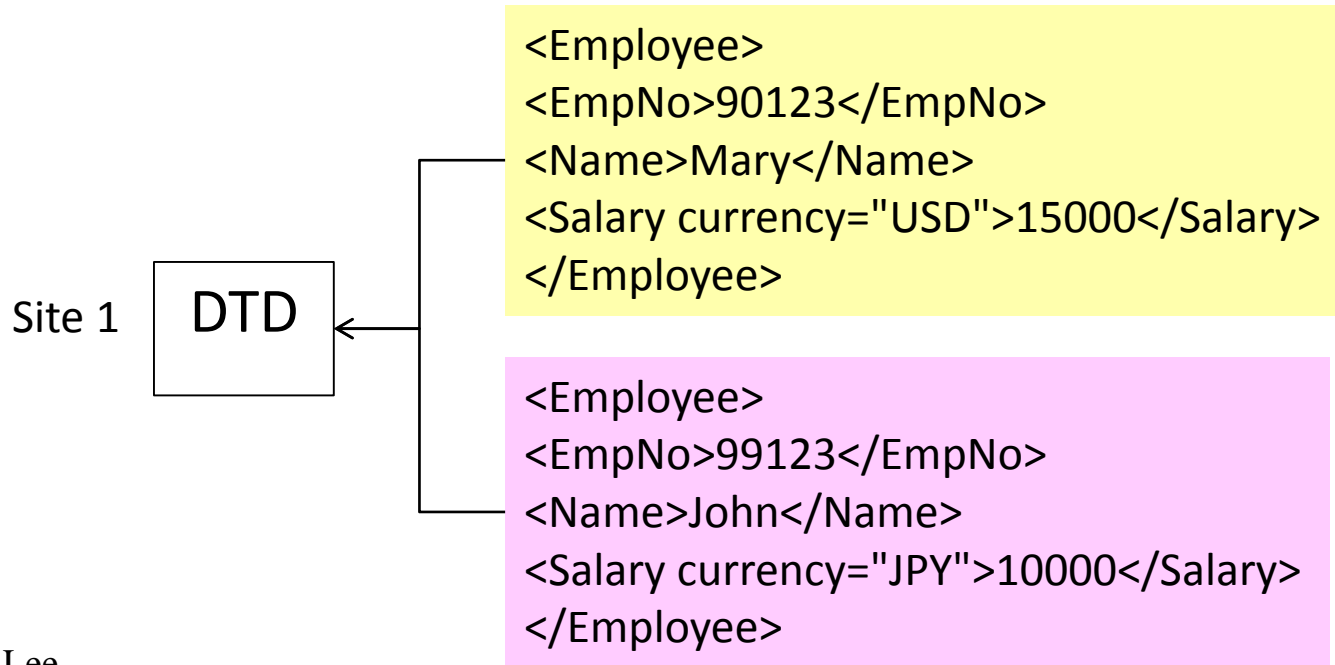 <Employee>
<EmpNo>90123</EmpNo>
<Name>Mary</Name>
<Salary currency="USD">15000</Salary>
</Employee>
Site 1
DTD
<Employee>
<EmpNo>99123</EmpNo>
<Name>John</Name>
<Salary currency="JPY">10000</Salary>
</Employee>
Lee